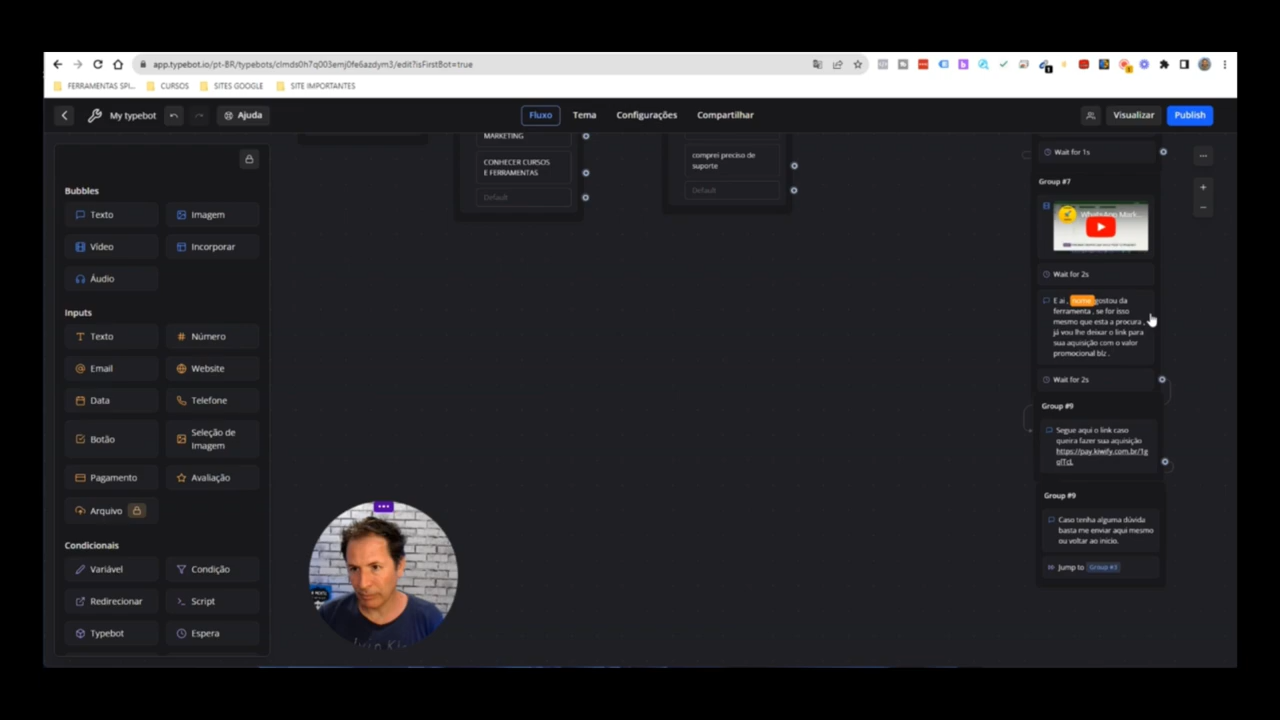 app.typebot.io/pt-BR/typebots/clmds0h7q003emj0fe6azdym3/edit?isFirstBot=true
FERRAMENTAS SPI...
CURSOS
SITES GOOGLE
SITE IMPORTANTES
My typebot
Ajuda
Fluxo
Tema
Configurações
Compartilhar
Visualizar
Publish
Bubbles
Texto
Imagem
Vídeo
Incorporar
Áudio
Inputs
Texto
Número
Email
Website
Data
Telefone
Botão
Seleção de
Imagem
Pagamento
Avaliação
Arquivo
Condicionais
Variável
Condição
Redirecionar
Script
Typebot
Espera
MARKETING
CONHECER CURSOS
E FERRAMENTAS
Default
comprei preciso de
suporte
Default
Wait for 1s
Group #7
WhatsApp Mark...
Wait for 2s
E ai , nome gostou da
ferramenta , se for isso
mesmo que esta a procura ,
já vou lhe deixar o link para
sua aquisição com o valor
promocional blz .
Wait for 2s
Group #9
Segue aqui o link caso
queira fazer sua aquisição
https://pay.kiwify.com.br/1g
Group #9
Caso tenha alguma dúvida
basta me enviar aqui mesmo
ou voltar ao inicio.
Jump to Group #3